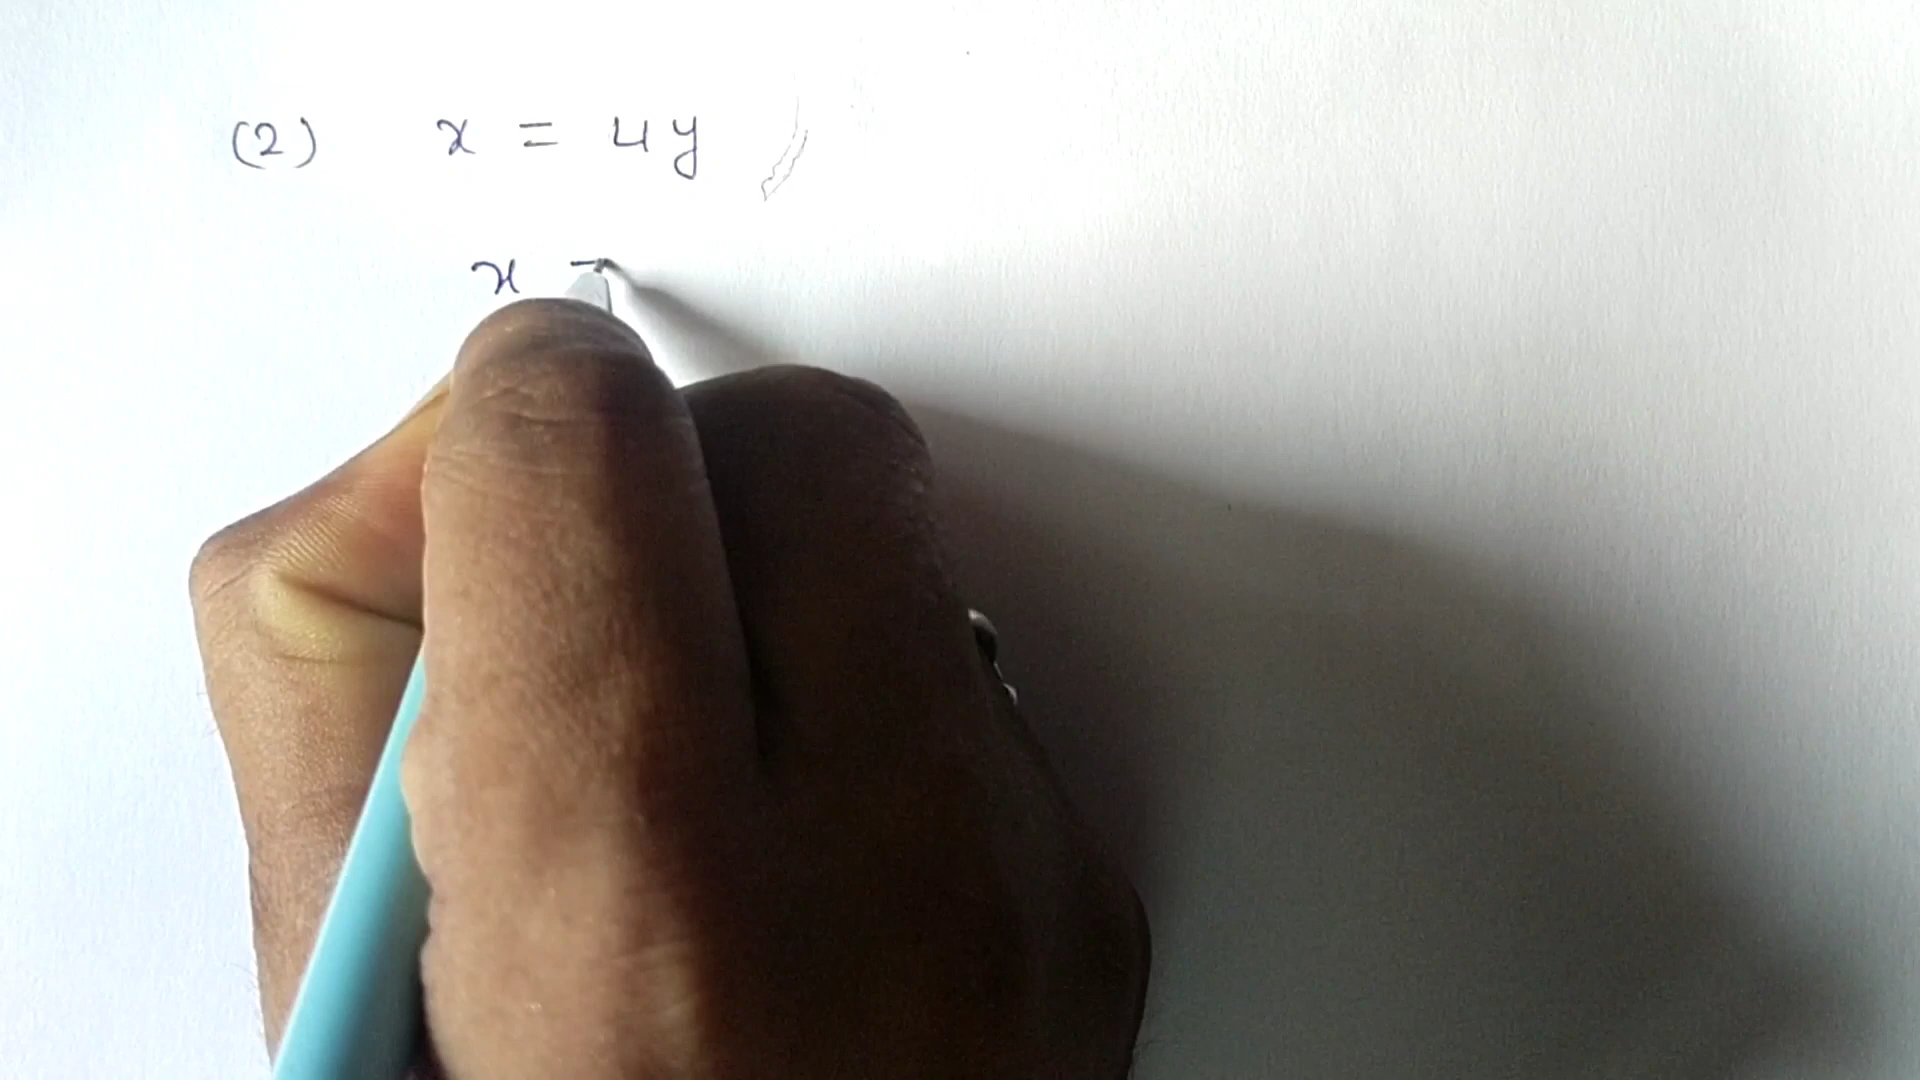 (2) x = 4y
x -